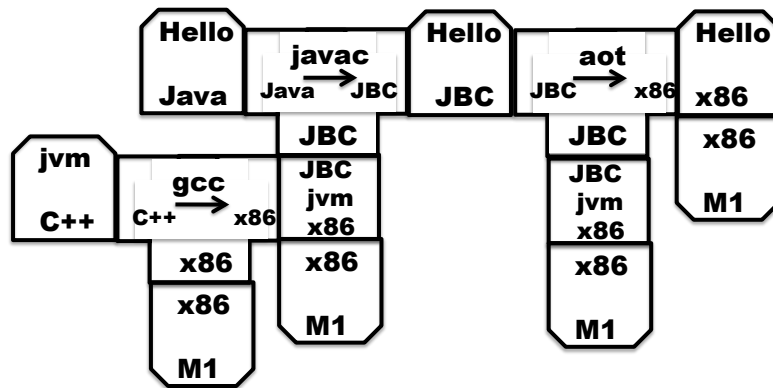 Hello
Java
javac
Java
JBC
JBC
Hello
JBC
aot
JBC
x86
JBC
Hello
x86
x86
M1
jvm
C++
gcc
C++
x86
x86
x86
M1
JBC
jvm
x86
x86
M1
JBC
jvm
x86
x86
M1